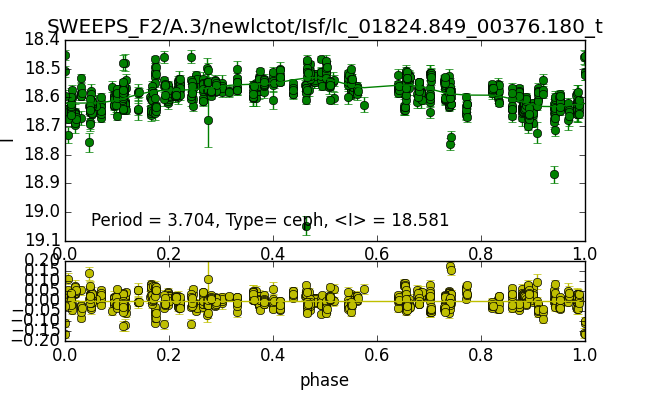 SWEEPS_F2/A.3/newlctot/Isf/lc_01824.849_00376.180_t
18.4
18.5
18.6
18.7
18.8
18.9
19.0
19.1
I
Period = 3.704, Type= ceph, <I> = 18.581
0.0 0.2 0.4 0.6 0.8 1.0
0.20
0.15
0.10
0.05
0.00
−0.05
−0.10
−0.15
−0.20
0.0 0.2 0.4 0.6 0.8 1.0
phase